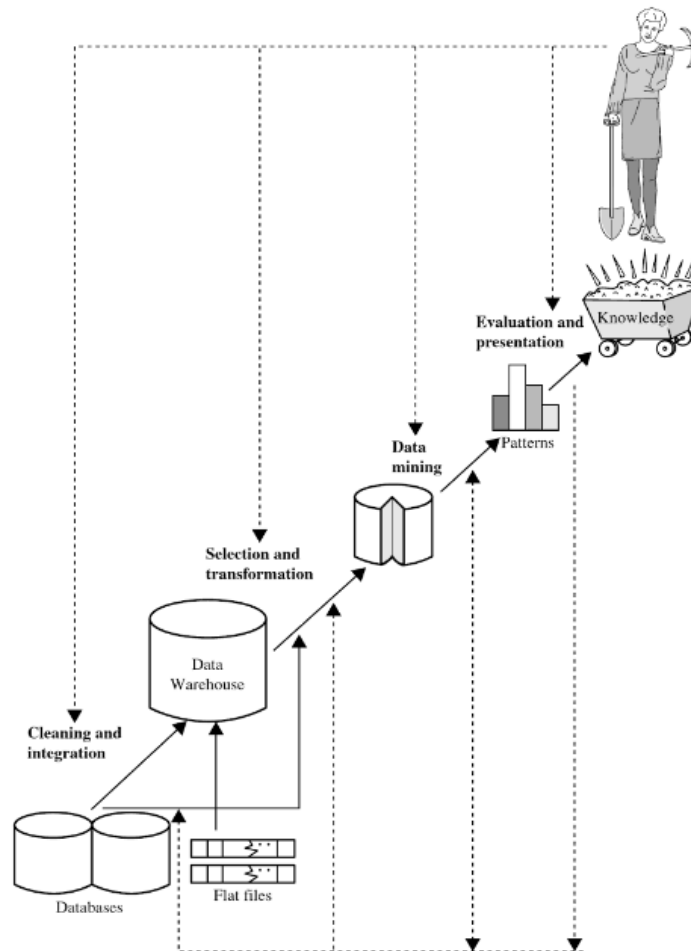 Knowledge
Evaluation and
presentation
Patterns
Data
mining
Selection and
transformation
Data
Warehouse
Cleaning and
integration
Flat files
Databases